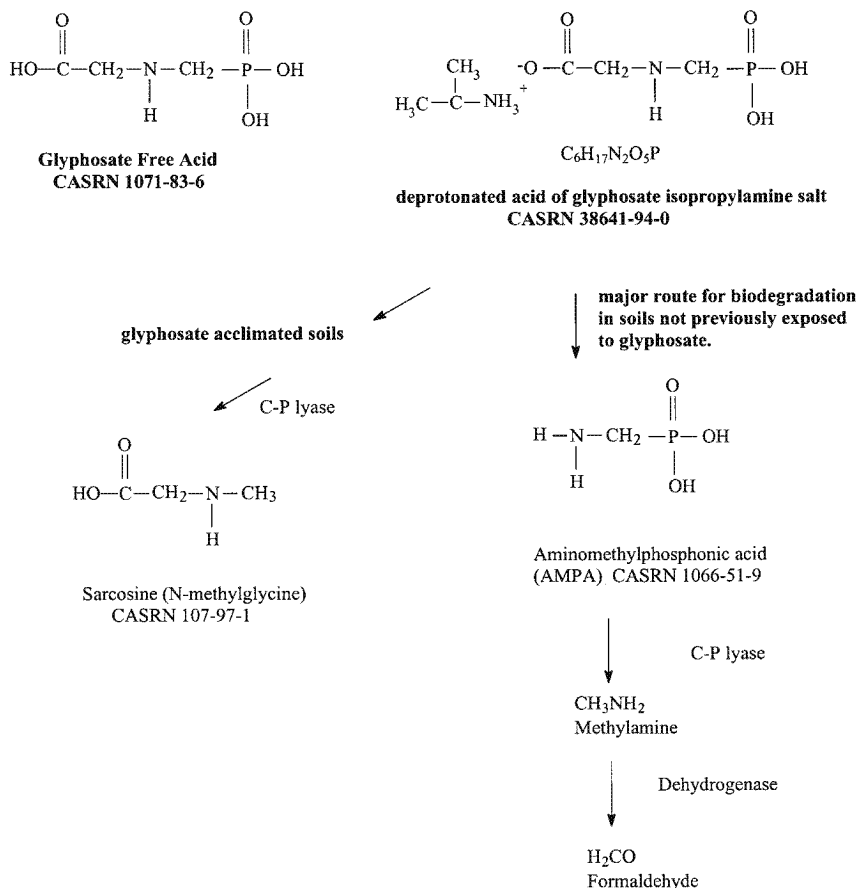 O
HO—C—CH₂—N—CH₂—P—OH
H
OH
O
Glyphosate Free Acid
CASRN 1071-83-6
CH₃
H₃C—C—NH₃⁺
O
⁻O—C—CH₂—N—CH₂—P—OH
H
OH
O
C₆H₁₇N₂O₅P
deprotonated acid of glyphosate isopropylamine salt
CASRN 38641-94-0
glyphosate acclimated soils
major route for biodegradation
in soils not previously exposed
to glyphosate.
C-P lyase
O
HO—C—CH₂—N—CH₃
H
Sarcosine (N-methylglycine)
CASRN 107-97-1
O
H—N—CH₂—P—OH
H
OH
Aminomethylphosphonic acid
(AMPA) CASRN 1066-51-9
C-P lyase
CH₃NH₂
Methylamine
Dehydrogenase
H₂CO
Formaldehyde